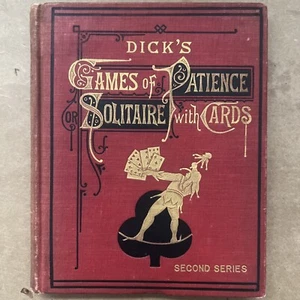 DICK'S
GAMES OF PATIENCE
OR SOLITAIRE with CARDS
SECOND SERIES